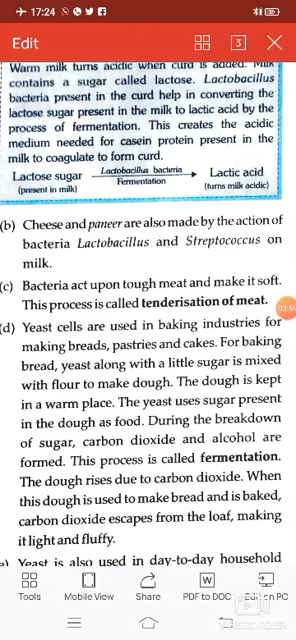 17:24
Edit
3
Warm milk turns acidic when curd is added. Milk
contains a sugar called lactose. Lactobacillus
bacteria present in the curd help in converting the
lactose sugar present in the milk to lactic acid by the
process of fermentation. This creates the acidic
medium needed for casein protein present in the
milk to coagulate to form curd.
Lactose sugar Lactobacillus bacteria Lactic acid
(present in milk) Fermentation (turns milk acidic)
(b) Cheese and paneer are also made by the action of
bacteria Lactobacillus and Streptococcus on
milk.
(c) Bacteria act upon tough meat and make it soft.
This process is called tenderisation of meat.
(d) Yeast cells are used in baking industries for
making breads, pastries and cakes. For baking
bread, yeast along with a little sugar is mixed
with flour to make dough. The dough is kept
in a warm place. The yeast uses sugar present
in the dough as food. During the breakdown
of sugar, carbon dioxide and alcohol are
formed. This process is called fermentation.
The dough rises due to carbon dioxide. When
this dough is used to make bread and is baked,
carbon dioxide escapes from the loaf, making
it light and fluffy.
Yeast is also used in day-to-day household
Tools Mobile View Share PDF to DOC Edit on PC
RECORDER